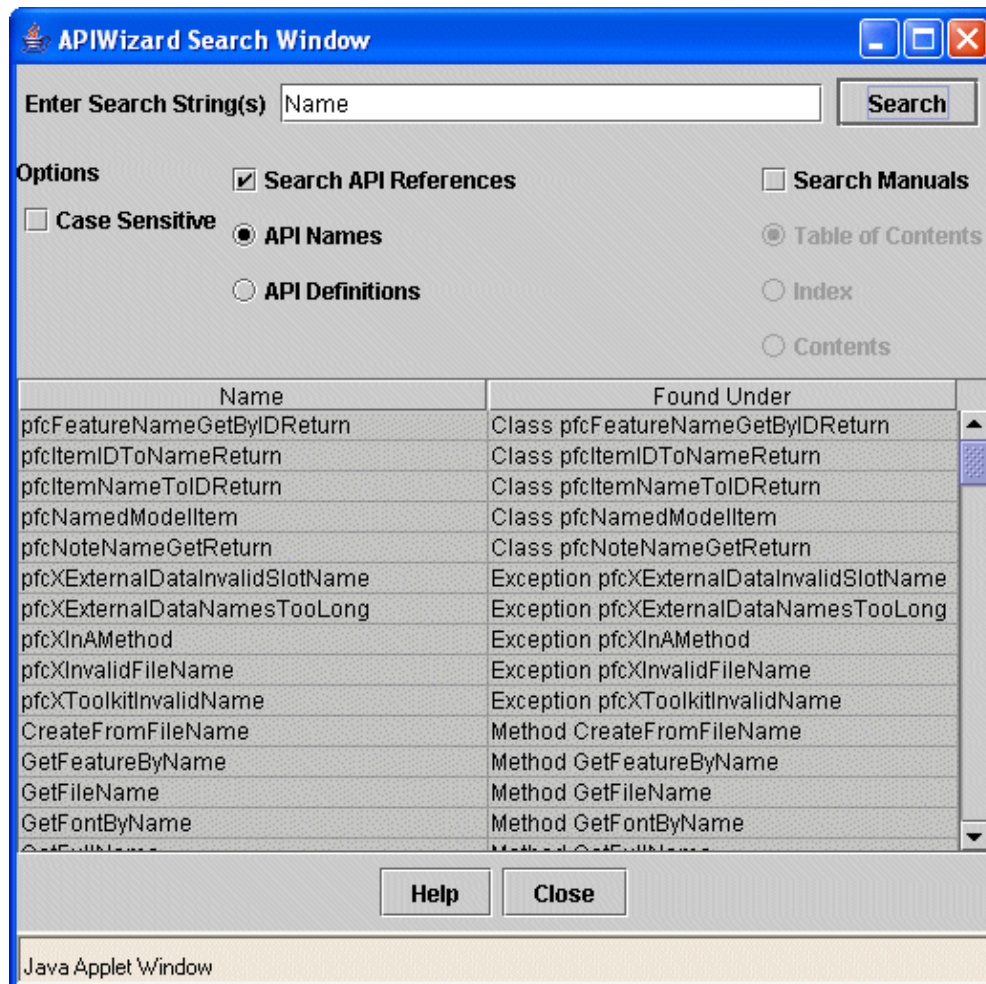 APIWizard Search Window
Enter Search String(s) Name Search
Options Search API References Search Manuals
Case Sensitive API Names Table of Contents
API Definitions Index
Contents
Name Found Under
pfcFeatureNameGetByIDReturn Class pfcFeatureNameGetByIDReturn
pfcItemIDToNameReturn Class pfcItemIDToNameReturn
pfcItemNameToIDReturn Class pfcItemNameToIDReturn
pfcNamedModelItem Class pfcNamedModelItem
pfcNoteNameGetReturn Class pfcNoteNameGetReturn
pfcXExternalDataInvalidSlotName Exception pfcXExternalDataInvalidSlotName
pfcXExternalDataNamesTooLong Exception pfcXExternalDataNamesTooLong
pfcXInAMethod Exception pfcXInAMethod
pfcXInvalidFileName Exception pfcXInvalidFileName
pfcXToolkitInvalidName Exception pfcXToolkitInvalidName
CreateFromFileName Method CreateFromFileName
GetFeatureByName Method GetFeatureByName
GetFileName Method GetFileName
GetFontByName Method GetFontByName
GetFullName Method GetFullName
Help Close
Java Applet Window